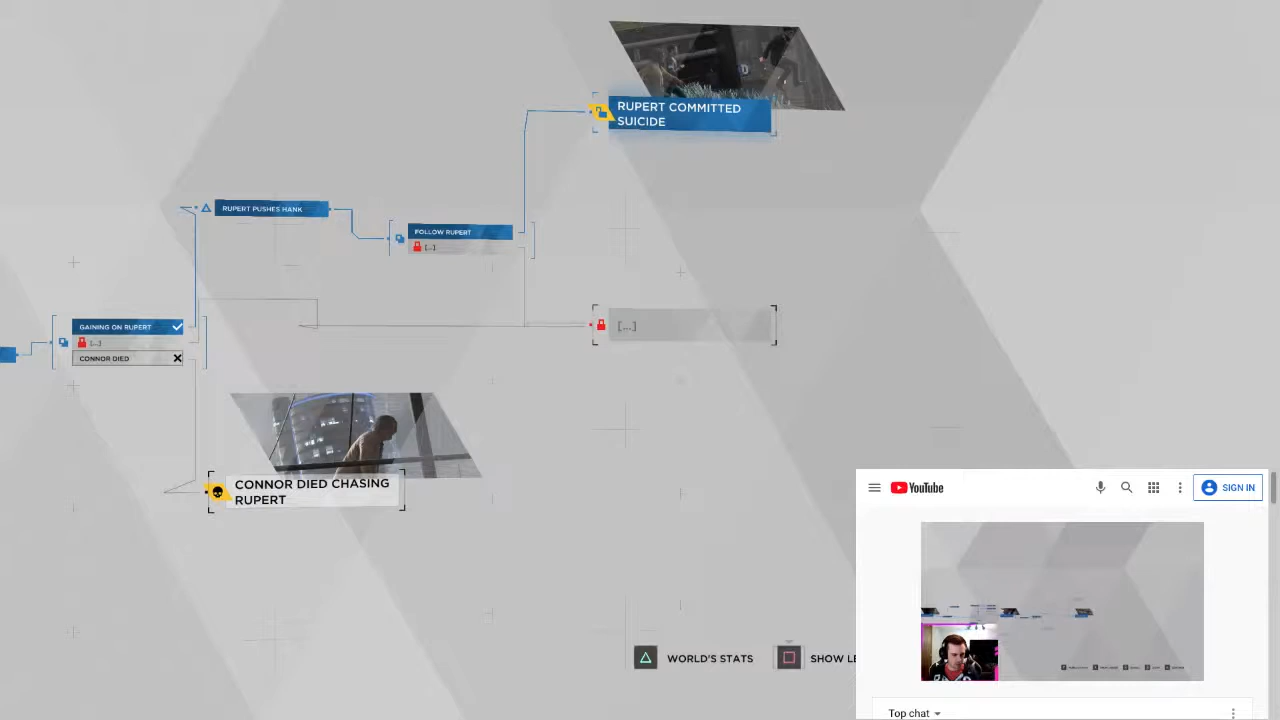 RUPERT COMMITTED
SUICIDE
RUPERT PUSHES HANK
FOLLOW RUPERT
[...]
GAINING ON RUPERT
[...]
CONNOR DIED
[...]
CONNOR DIED CHASING
RUPERT
WORLD'S STATS
SHOW LE
YouTube
SIGN IN
Top chat